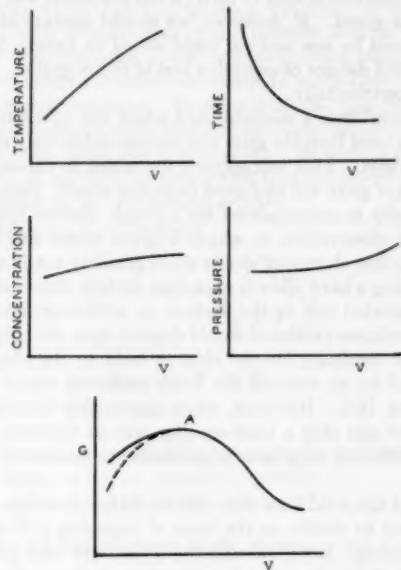 TEMPERATURE
V
TIME
V
CONCENTRATION
V
PRESSURE
V
G
A
V